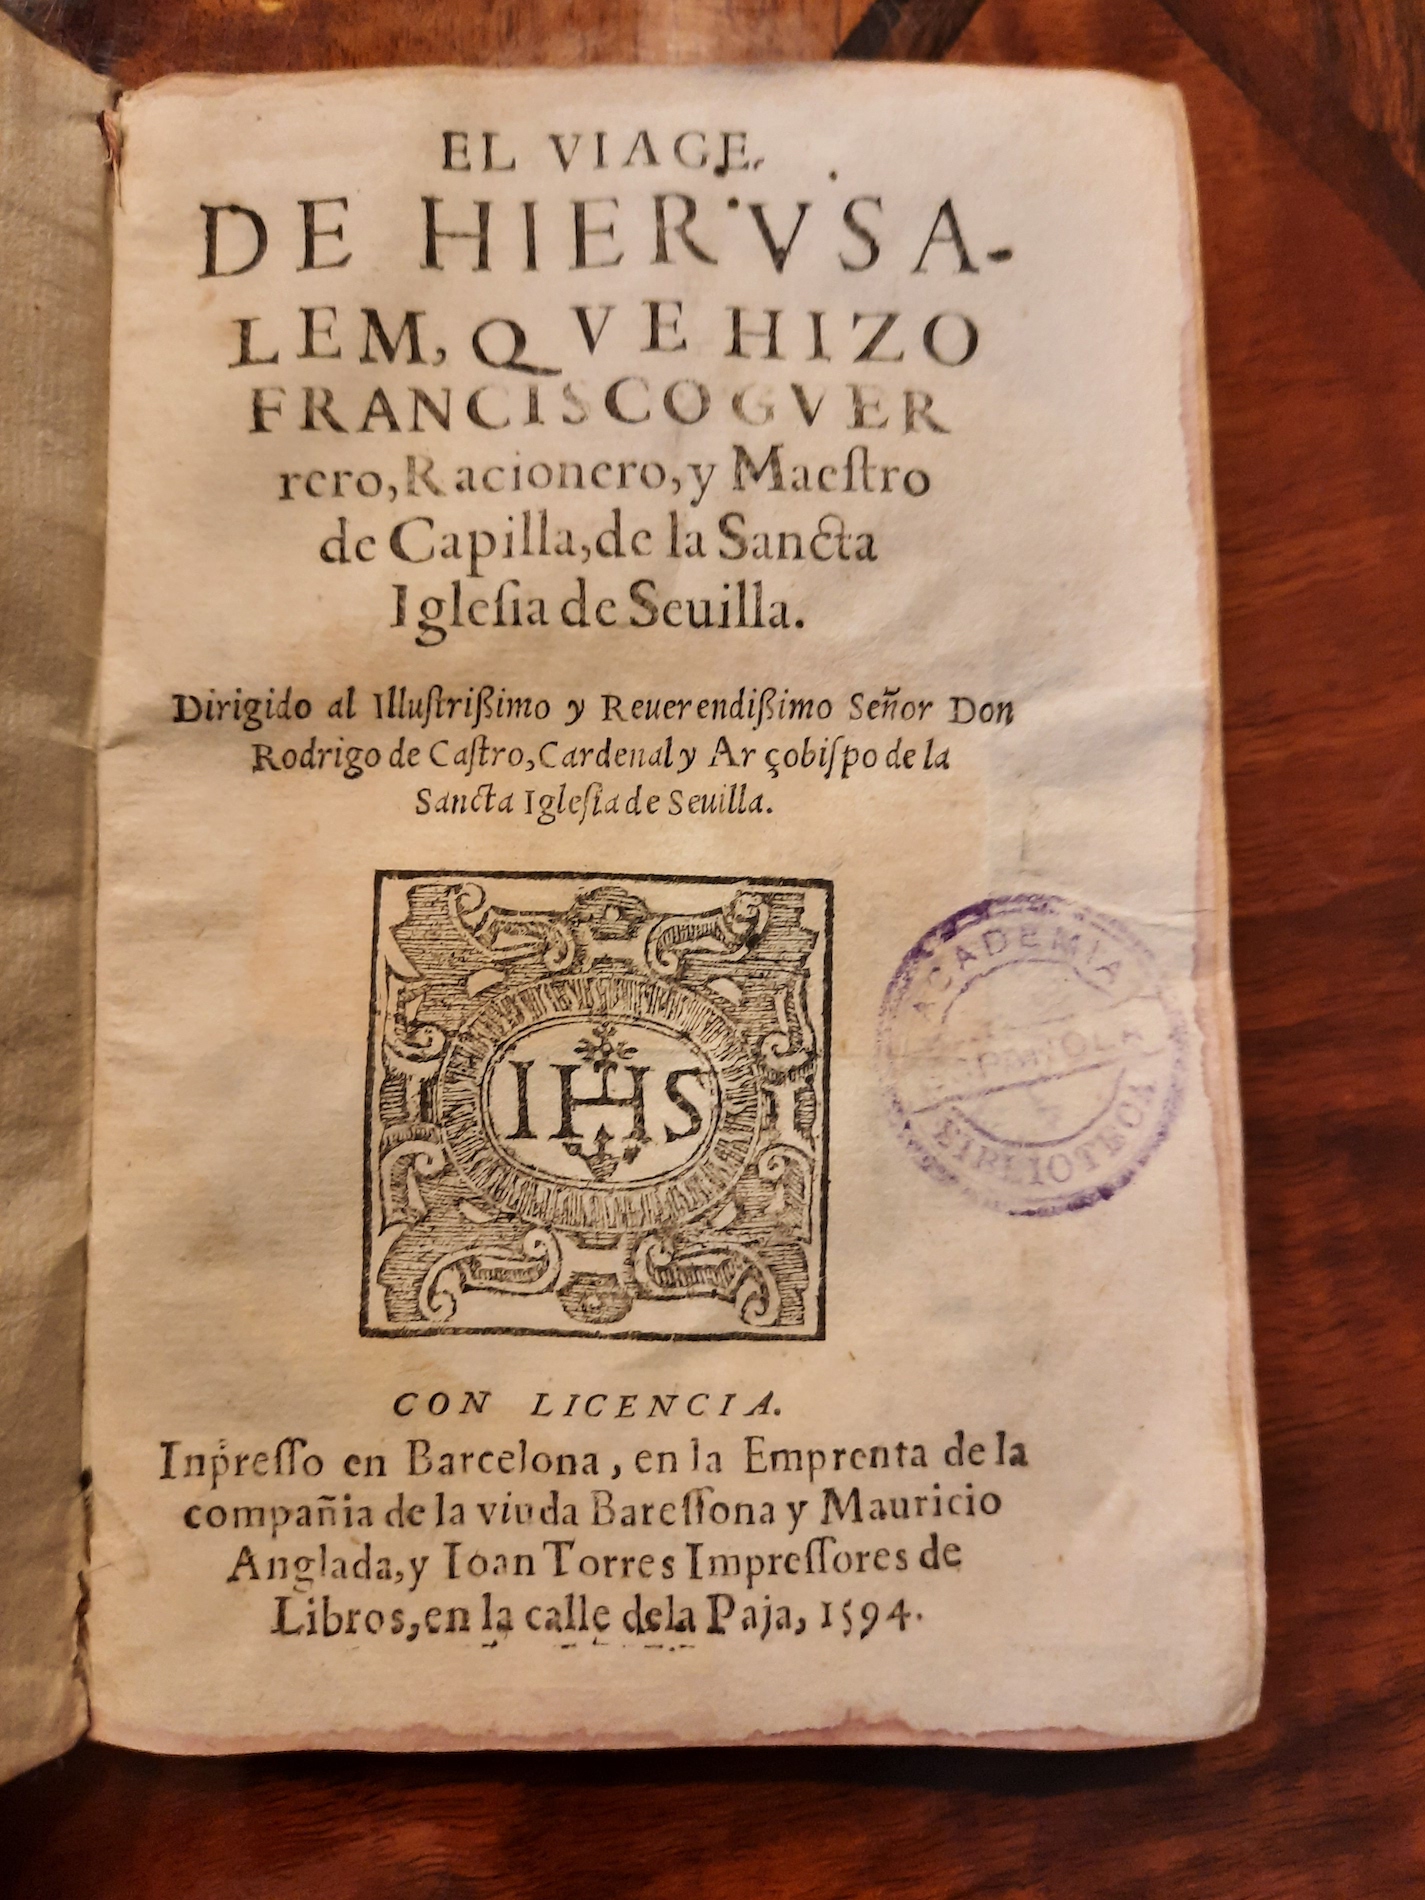 EL VIAGE.
DE HIERVSA-
LEM, QVE HIZO
FRANCISCO GVER
rero, Racionero, y Maeſtro
de Capilla, de la Sancta
Igleſia de Seuilla.
Dirigido al Illuſtriſſimo y Reuerendiſſimo Señor Don
Rodrigo de Caſtro, Cardenal y Arçobiſpo de la
Sancta Igleſia de Seuilla.
IHS
ACADEMIA
ESPAÑOLA
BIBLIOTECA
CON LICENCIA.
Inpreſſo en Barcelona, en la Emprenta de la
compañia de la viuda Bareſſona y Mauricio
Anglada, y Ioan Torres Impreſſores de
Libros, en la calle dela Paja, 1594.